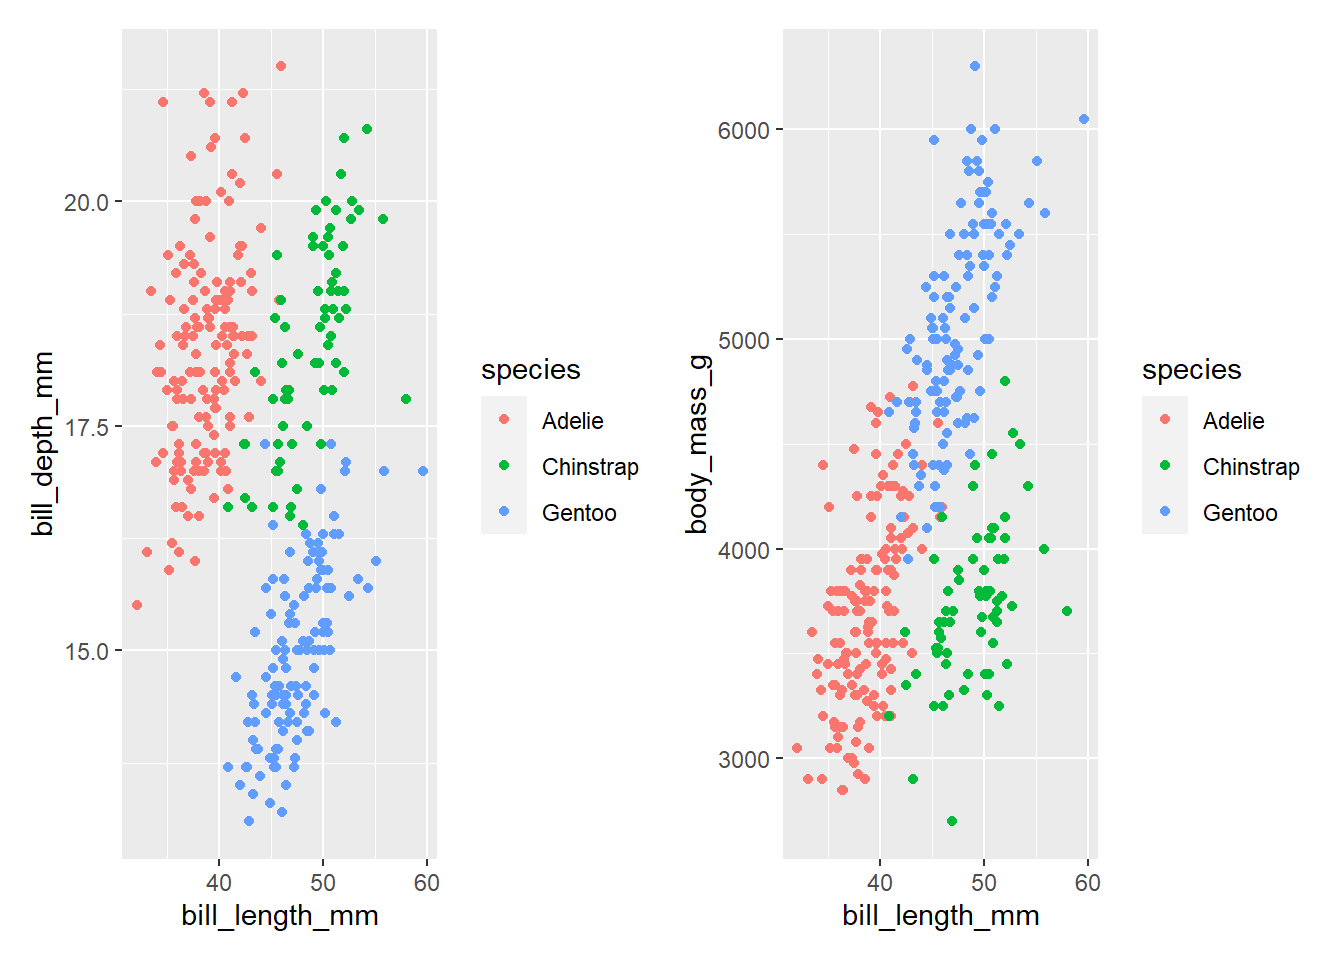 20.0
17.5
15.0
bill_depth_mm
40 50 60
bill_length_mm
species
Adelie
Chinstrap
Gentoo
6000
5000
4000
3000
body_mass_g
40 50 60
bill_length_mm
species
Adelie
Chinstrap
Gentoo